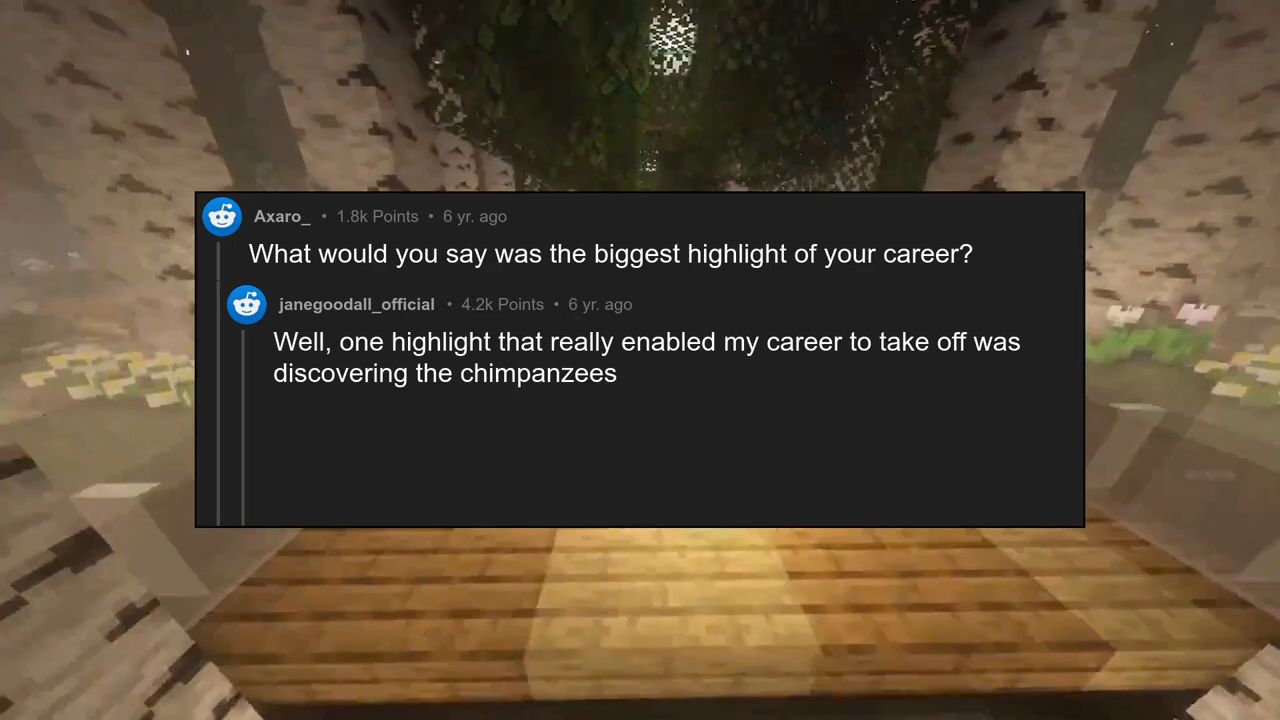 Axaro_ • 1.8k Points • 6 yr. ago
What would you say was the biggest highlight of your career?
janegoodall_official • 4.2k Points • 6 yr. ago
Well, one highlight that really enabled my career to take off was
discovering the chimpanzees